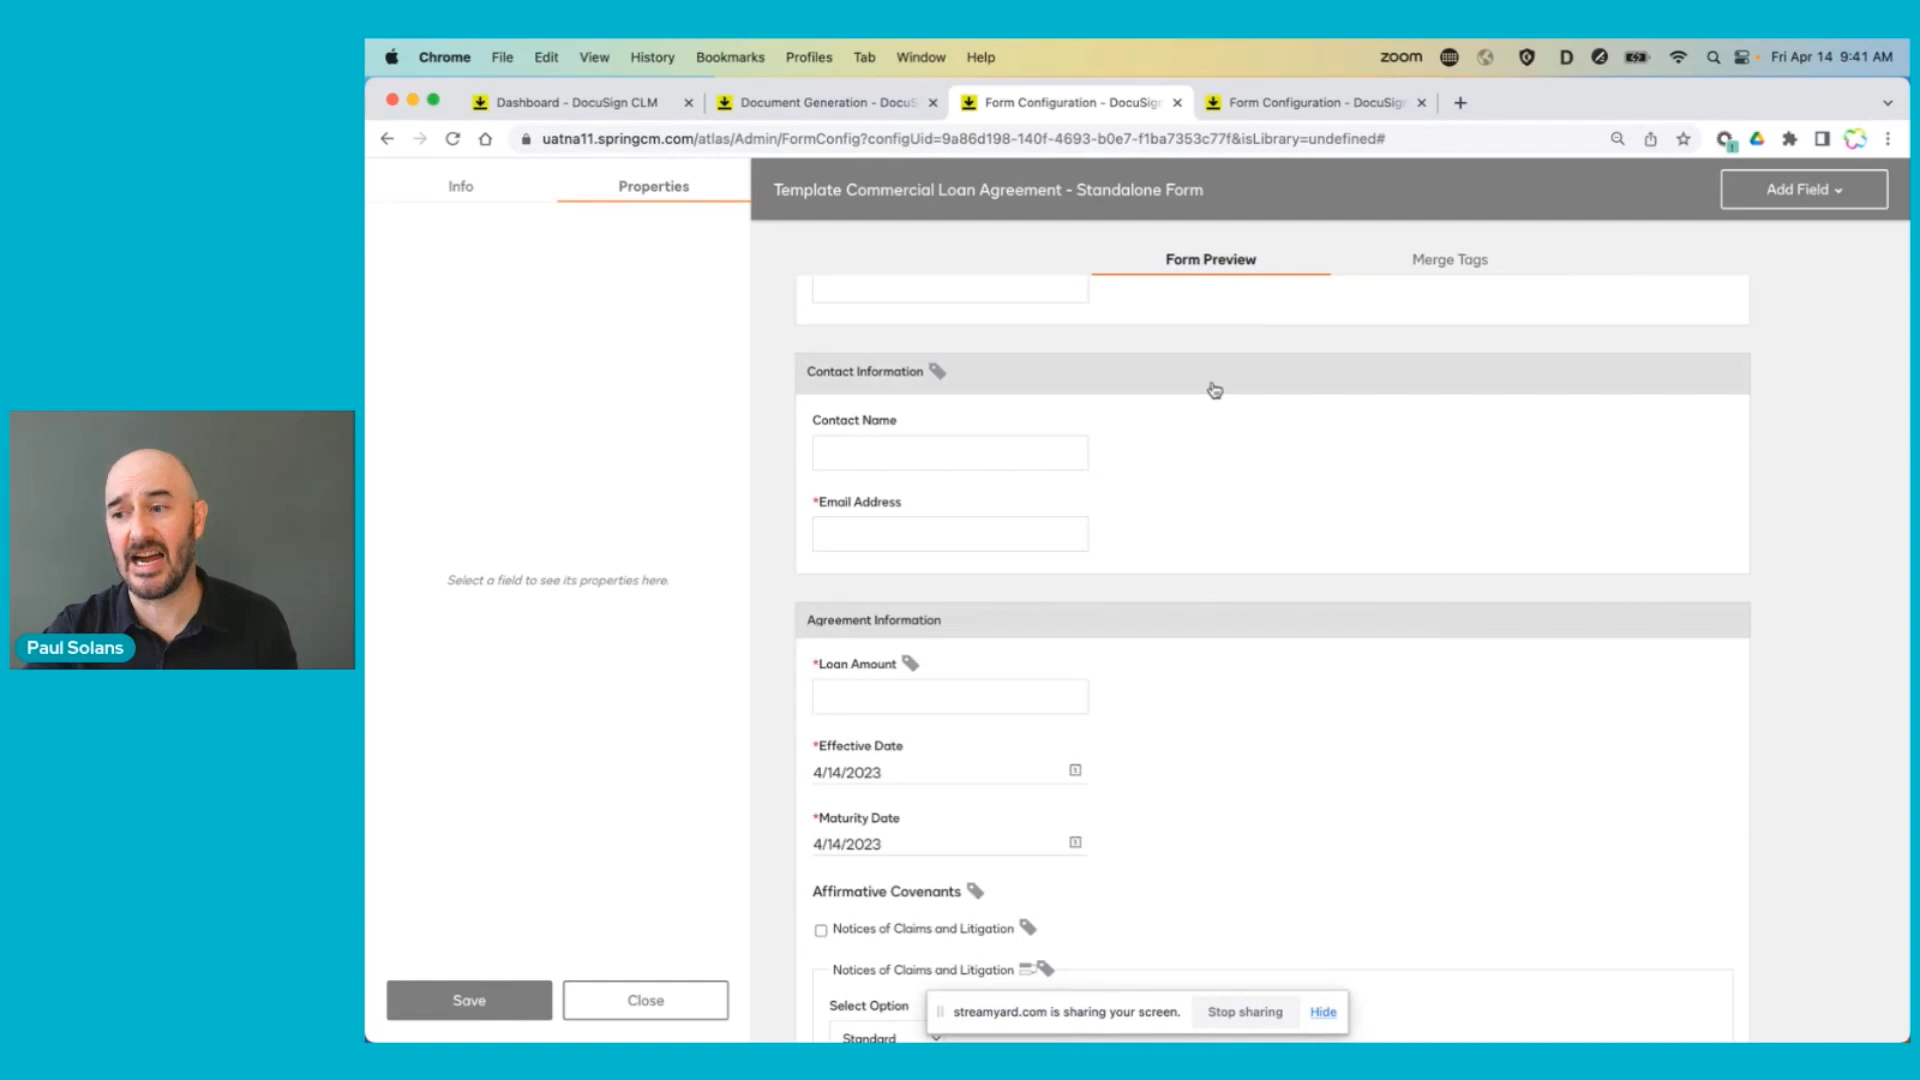 Chrome File Edit View History Bookmarks Profiles Tab Window Help
zoom D Fri Apr 14 9:41 AM
Dashboard - DocuSign CLM
Document Generation - DocuS
Form Configuration - DocuSig
Form Configuration - DocuSig
uatna11.springcm.com/atlas/Admin/FormConfig?configUid=9a86d198-140f-4693-b0e7-f1ba7353c77f&isLibrary=undefined#
Info
Properties
Template Commercial Loan Agreement - Standalone Form
Add Field
Form Preview
Merge Tags
Contact Information
Contact Name
*Email Address
Select a field to see its properties here.
Paul Solans
Agreement Information
*Loan Amount
*Effective Date
4/14/2023
*Maturity Date
4/14/2023
Affirmative Covenants
Notices of Claims and Litigation
Notices of Claims and Litigation
Select Option
Standard
Save
Close
streamyard.com is sharing your screen.
Stop sharing
Hide